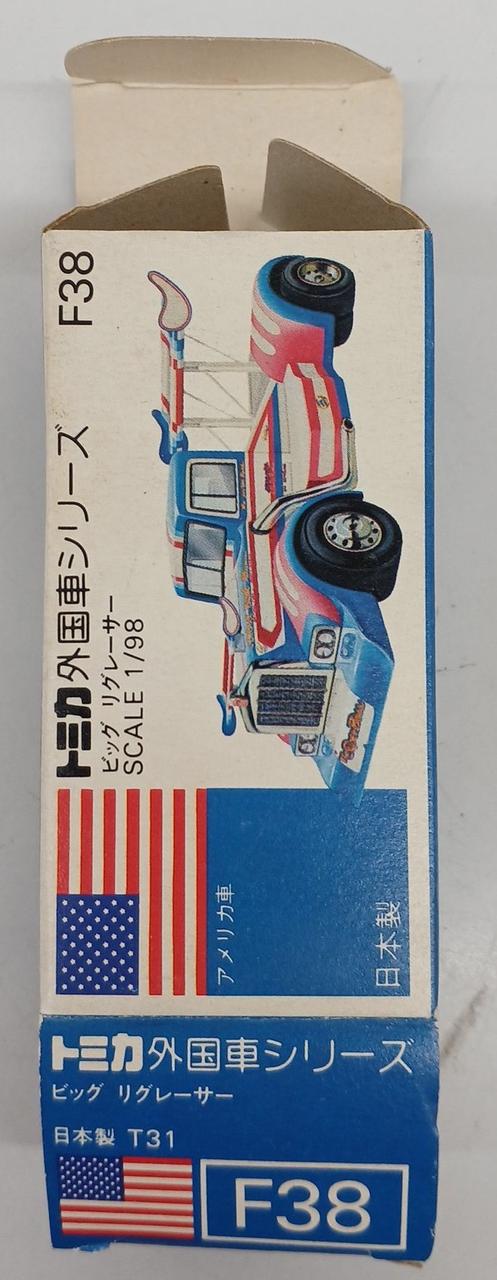 トミカ外国車シリーズ F38
ビッグ リグレーサー
SCALE 1/98
アメリカ車
日本製
トミカ外国車シリーズ
ビッグ リグレーサー
日本製 T31
F38